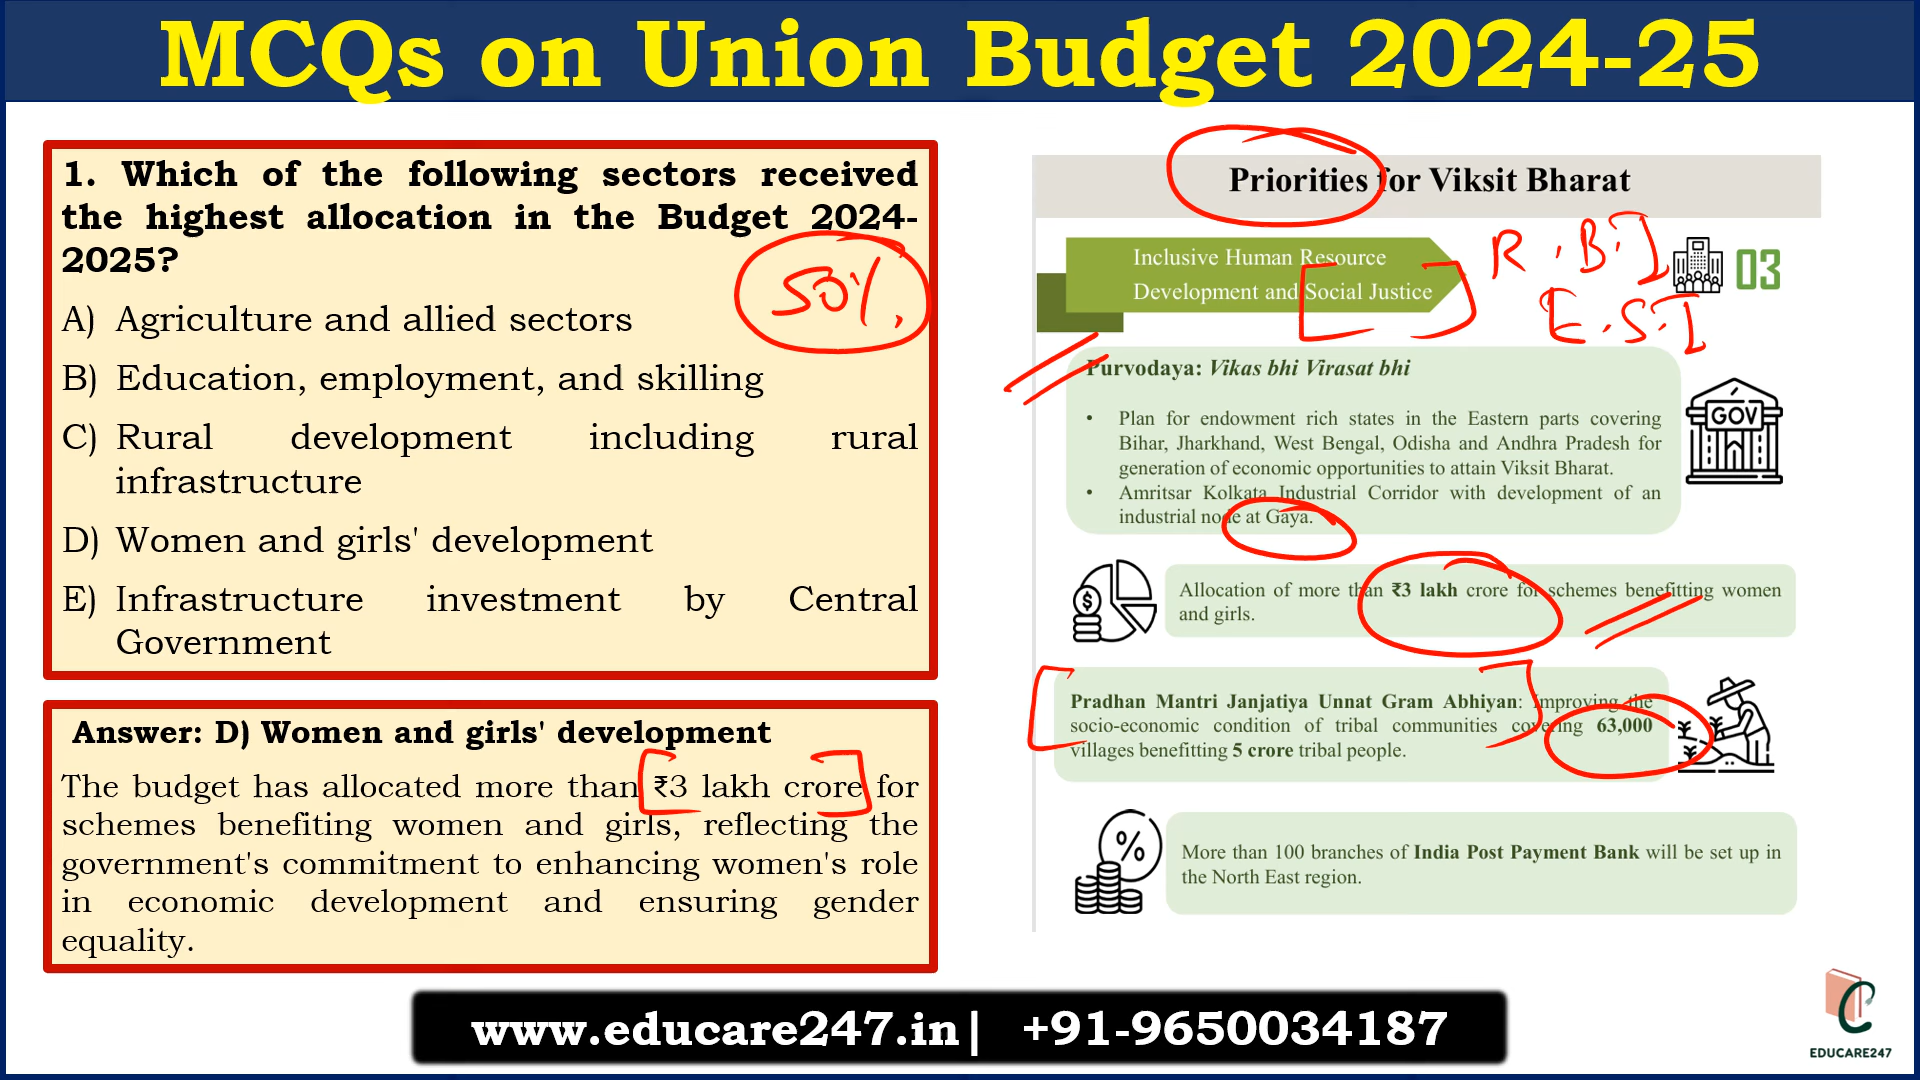 MCQs on Union Budget 2024-25
1. Which of the following sectors received
the highest allocation in the Budget 2024-
2025?
50%
A) Agriculture and allied sectors
B) Education, employment, and skilling
C) Rural development including rural
infrastructure
D) Women and girls' development
E) Infrastructure investment by Central
Government
Answer: D) Women and girls' development
The budget has allocated more than ₹3 lakh crore for
schemes benefiting women and girls, reflecting the
government's commitment to enhancing women's role
in economic development and ensuring gender
equality.
Priorities for Viksit Bharat
Inclusive Human Resource
Development and Social Justice
R.B.I
E.S.I
03
Purvodaya: Vikas bhi Virasat bhi
• Plan for endowment rich states in the Eastern parts covering
Bihar, Jharkhand, West Bengal, Odisha and Andhra Pradesh for
generation of economic opportunities to attain Viksit Bharat.
• Amritsar Kolkata Industrial Corridor with development of an
industrial node at Gaya.
GOV
Allocation of more than ₹3 lakh crore for schemes benefitting women
and girls.
Pradhan Mantri Janjatiya Unnat Gram Abhiyan: Improving the
socio-economic condition of tribal communities covering 63,000
villages benefitting 5 crore tribal people.
%
More than 100 branches of India Post Payment Bank will be set up in
the North East region.
www.educare247.in| +91-9650034187
EDUCARE247